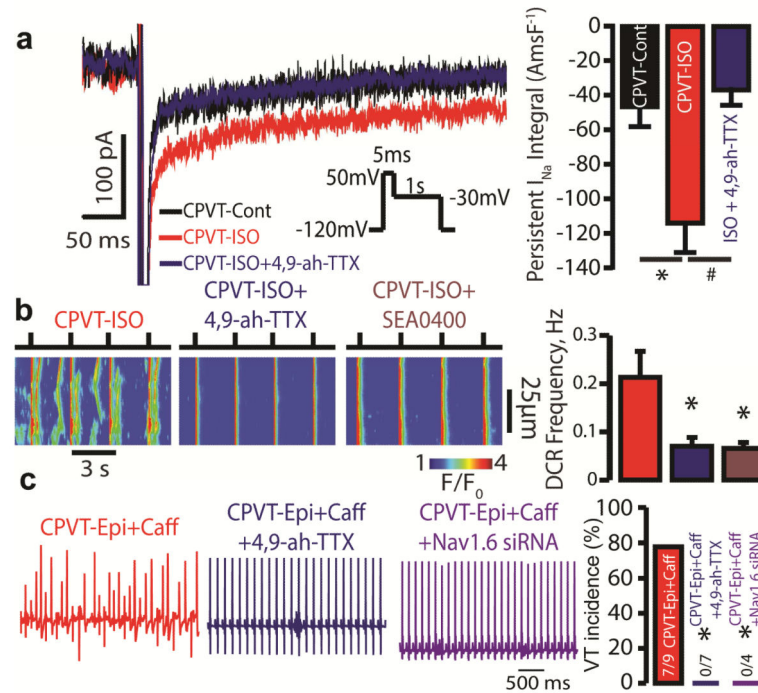 a
100 pA
50 ms
CPVT-Cont
CPVT-ISO
CPVT-ISO+4,9-ah-TTX
5ms
50mV
1s
-30mV
-120mV
Persistent I_Na Integral (AmsF⁻¹)
0
-20
-40
-60
-80
-100
-120
-140
CPVT-Cont
CPVT-ISO
ISO + 4,9-ah-TTX
*
#
b
CPVT-ISO
CPVT-ISO+
4,9-ah-TTX
CPVT-ISO+
SEA0400
3 s
25µm
1
4
F/F₀
DCR Frequency, Hz
0.3
0.2
0.1
0
*
*
c
CPVT-Epi+Caff
CPVT-Epi+Caff
+4,9-ah-TTX
CPVT-Epi+Caff
+Nav1.6 siRNA
500 ms
VT incidence (%)
100
80
60
40
20
0
7/9 CPVT-Epi+Caff
0/7
CPVT-Epi+Caff
+4,9-ah-TTX
*
0/4
CPVT-Epi+Caff
+Nav1.6 siRNA
*